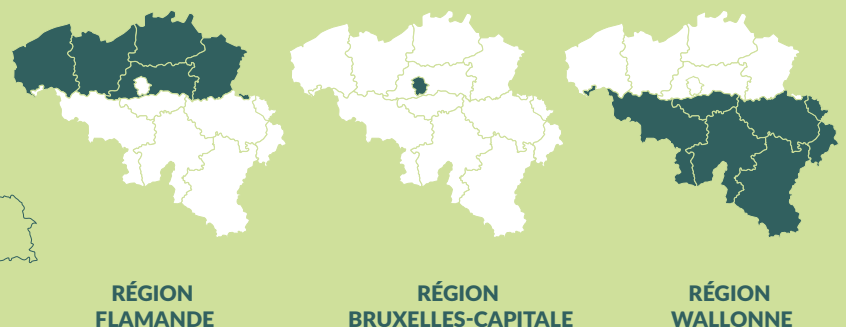 RÉGION
FLAMANDE
RÉGION
BRUXELLES-CAPITALE
RÉGION
WALLONNE